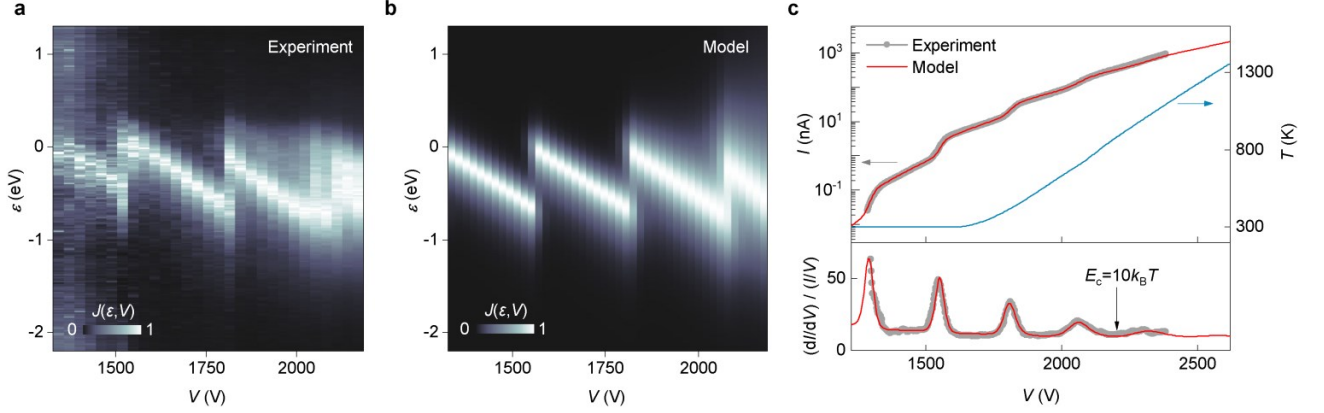 a
b
c
Experiment
Model
1
0
-1
-2
ε (eV)
J(ε,V)
0 1
1500 1750 2000
V (V)
1
0
-1
-2
ε (eV)
J(ε,V)
0 1
1500 1750 2000
V (V)
Experiment
Model
10³
10¹
10⁻¹
I (nA)
1300
800
300
T (K)
50
0
(dI/dV) / (I/V)
E_c=10k_BT
1500 2000 2500
V (V)